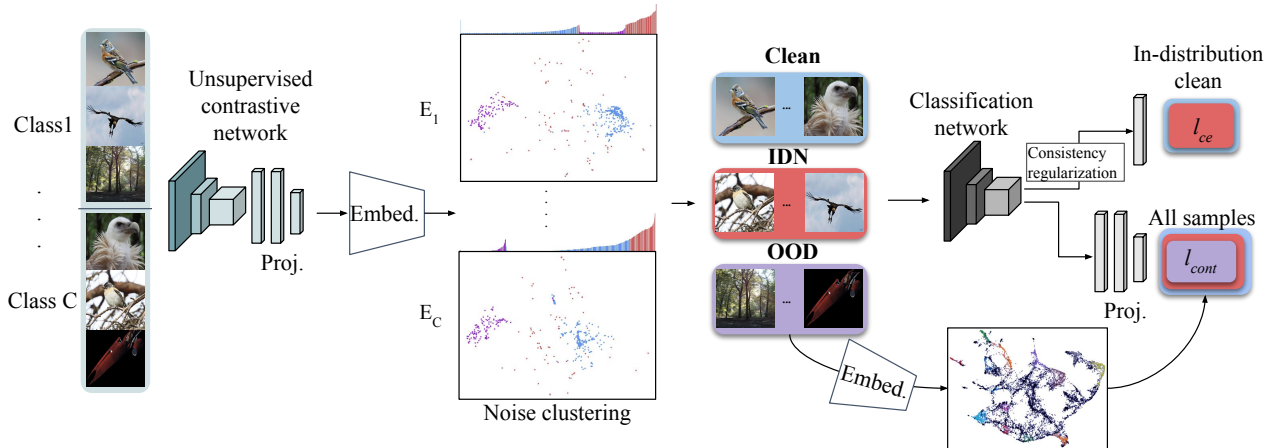 Class1
.
.
.
Class C
Unsupervised
contrastive
network
Proj.
Embed.
E1
EC
Noise clustering
Clean
...
IDN
...
OOD
...
Embed.
Classification
network
Consistency
regularization
In-distribution
clean
lce
All samples
lcont
Proj.